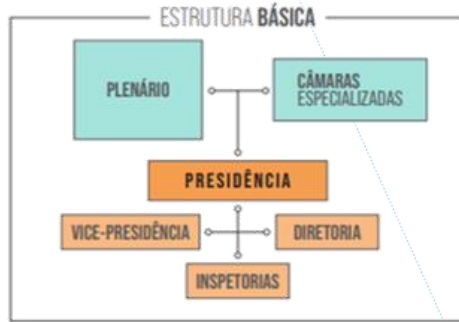 ESTRUTURA BÁSICA
PLENÁRIO
CÂMARAS
ESPECIALIZADAS
PRESIDÊNCIA
VICE-PRESIDÊNCIA
DIRETORIA
INSPETORIAS